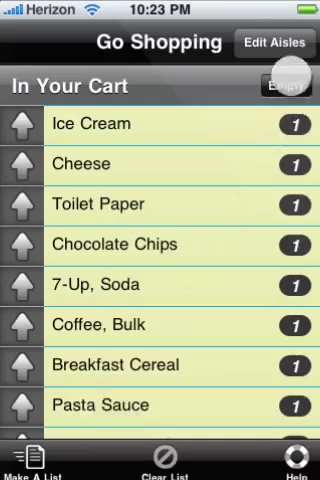 Herizon 10:23 PM
Go Shopping Edit Aisles
In Your Cart Empty
Ice Cream 1
Cheese 1
Toilet Paper 1
Chocolate Chips 1
7-Up, Soda 1
Coffee, Bulk 1
Breakfast Cereal 1
Pasta Sauce 1
Make A List Clear List Help